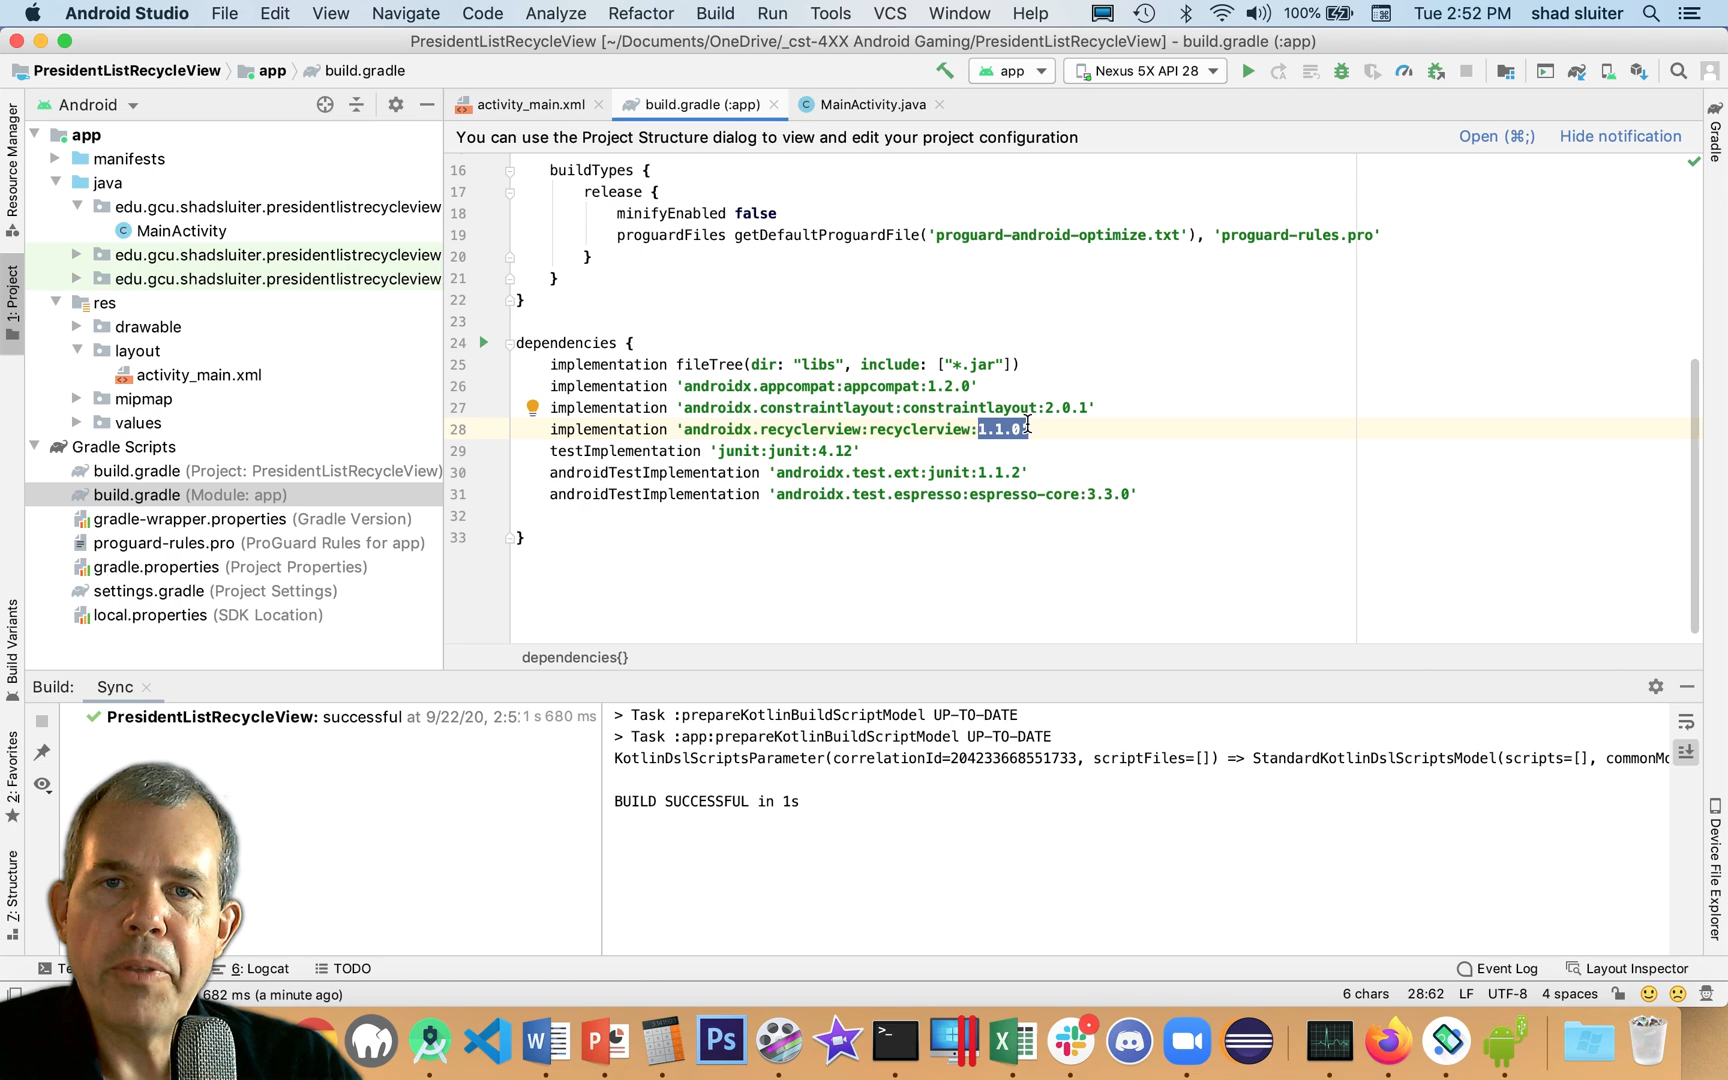 Android Studio File Edit View Navigate Code Analyze Refactor Build Run Tools VCS Window Help 100% Tue 2:52 PM shad sluiter
PresidentListRecycleView [~/Documents/OneDrive/_cst-4XX Android Gaming/PresidentListRecycleView] - build.gradle (:app)
PresidentListRecycleView app build.gradle app Nexus 5X API 28
Android activity_main.xml build.gradle (:app) MainActivity.java
You can use the Project Structure dialog to view and edit your project configuration Open (⌘;) Hide notification
Resource Manager
1: Project
Build Variants
2: Favorites
7: Structure
app
manifests
java
edu.gcu.shadsluiter.presidentlistrecycleview
MainActivity
edu.gcu.shadsluiter.presidentlistrecycleview
edu.gcu.shadsluiter.presidentlistrecycleview
res
drawable
layout
activity_main.xml
mipmap
values
Gradle Scripts
build.gradle (Project: PresidentListRecycleView)
build.gradle (Module: app)
gradle-wrapper.properties (Gradle Version)
proguard-rules.pro (ProGuard Rules for app)
gradle.properties (Project Properties)
settings.gradle (Project Settings)
local.properties (SDK Location)
16 buildTypes {
17 release {
18 minifyEnabled false
19 proguardFiles getDefaultProguardFile('proguard-android-optimize.txt'), 'proguard-rules.pro'
20 }
21 }
22 }
23
24 dependencies {
25 implementation fileTree(dir: "libs", include: ["*.jar"])
26 implementation 'androidx.appcompat:appcompat:1.2.0'
27 implementation 'androidx.constraintlayout:constraintlayout:2.0.1'
28 implementation 'androidx.recyclerview:recyclerview:1.1.0'
29 testImplementation 'junit:junit:4.12'
30 androidTestImplementation 'androidx.test.ext:junit:1.1.2'
31 androidTestImplementation 'androidx.test.espresso:espresso-core:3.3.0'
32
33 }
dependencies{}
Gradle
Device File Explorer
Build: Sync
PresidentListRecycleView: successful at 9/22/20, 2:5 1 s 680 ms
> Task :prepareKotlinBuildScriptModel UP-TO-DATE
> Task :app:prepareKotlinBuildScriptModel UP-TO-DATE
KotlinDslScriptsParameter(correlationId=204233668551733, scriptFiles=[]) => StandardKotlinDslScriptsModel(scripts=[], commonMo
BUILD SUCCESSFUL in 1s
Te 6: Logcat TODO Event Log Layout Inspector
682 ms (a minute ago) 6 chars 28:62 LF UTF-8 4 spaces
W P Ps >_ X